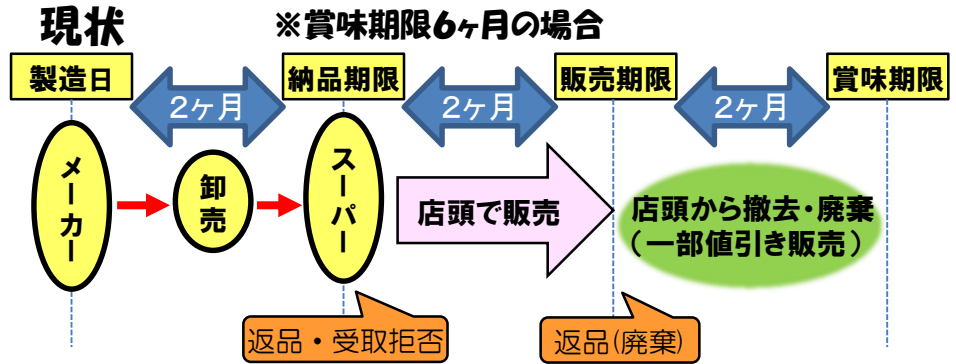 現状
※賞味期限6ヶ月の場合
製造日
2ヶ月
納品期限
2ヶ月
販売期限
2ヶ月
賞味期限
メーカー
卸売
スーパー
店頭で販売
店頭から撤去・廃棄
(一部値引き販売)
返品・受取拒否
返品(廃棄)